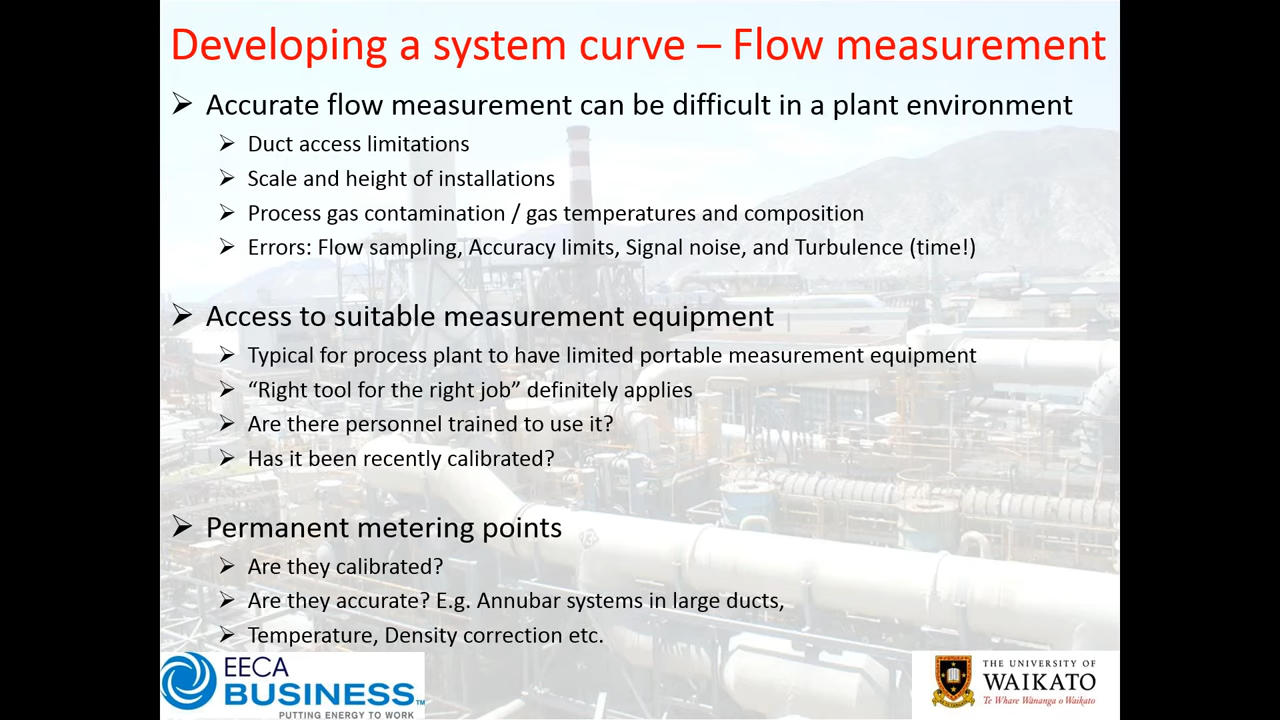 Developing a system curve – Flow measurement
Accurate flow measurement can be difficult in a plant environment
Duct access limitations
Scale and height of installations
Process gas contamination / gas temperatures and composition
Errors: Flow sampling, Accuracy limits, Signal noise, and Turbulence (time!)
Access to suitable measurement equipment
Typical for process plant to have limited portable measurement equipment
“Right tool for the right job” definitely applies
Are there personnel trained to use it?
Has it been recently calibrated?
Permanent metering points
Are they calibrated?
Are they accurate? E.g. Annubar systems in large ducts,
Temperature, Density correction etc.
EECA
BUSINESS™
PUTTING ENERGY TO WORK
THE UNIVERSITY OF
WAIKATO
Te Whare Wānanga o Waikato